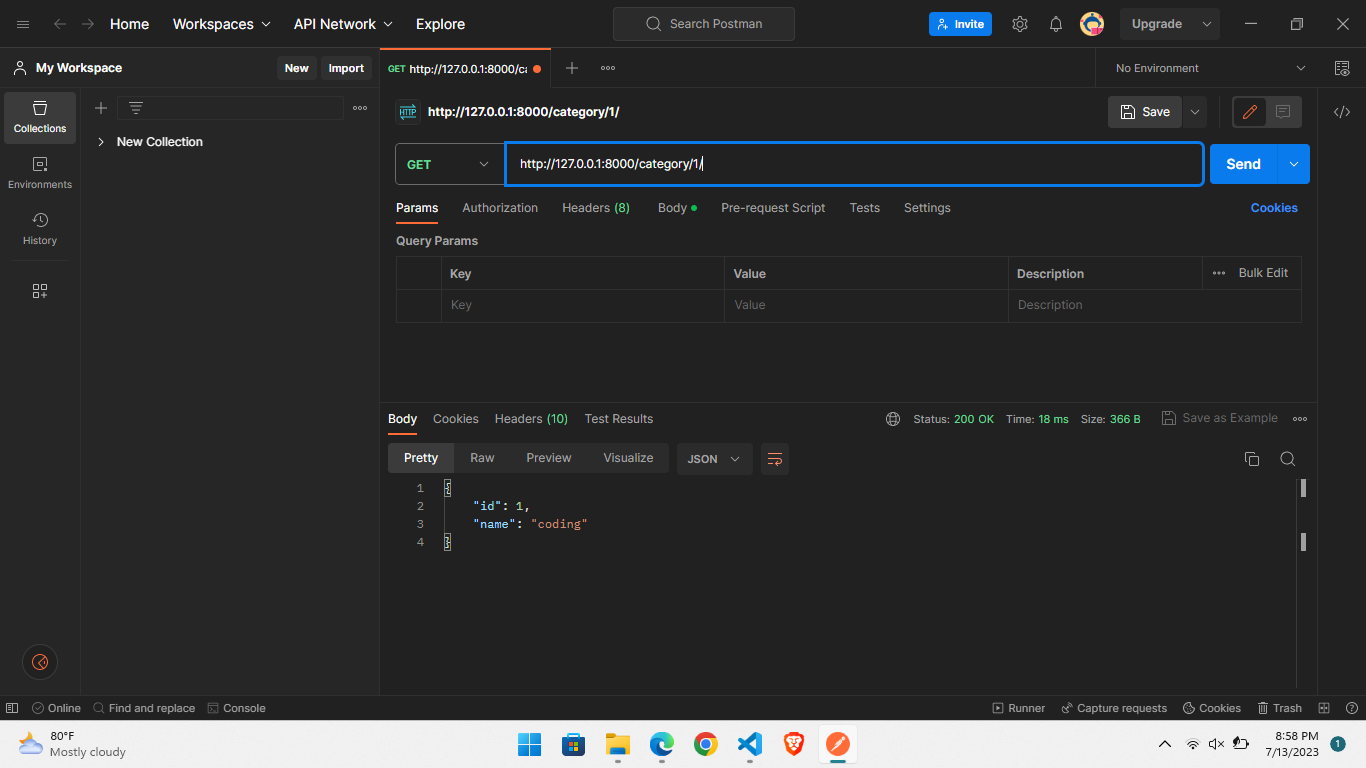 Home Workspaces API Network Explore Search Postman Invite Upgrade
My Workspace New Import GET http://127.0.0.1:8000/ca No Environment
Collections
New Collection
Environments
History
HTTP http://127.0.0.1:8000/category/1/ Save
GET http://127.0.0.1:8000/category/1/ Send
Params Authorization Headers (8) Body Pre-request Script Tests Settings Cookies
Query Params
Key Value Description Bulk Edit
Key Value Description
Body Cookies Headers (10) Test Results Status: 200 OK Time: 18 ms Size: 366 B Save as Example
Pretty Raw Preview Visualize JSON
1 {
2 "id": 1,
3 "name": "coding"
4 }
Online Find and replace Console Runner Capture requests Cookies Trash
80°F
Mostly cloudy
8:58 PM
7/13/2023
1